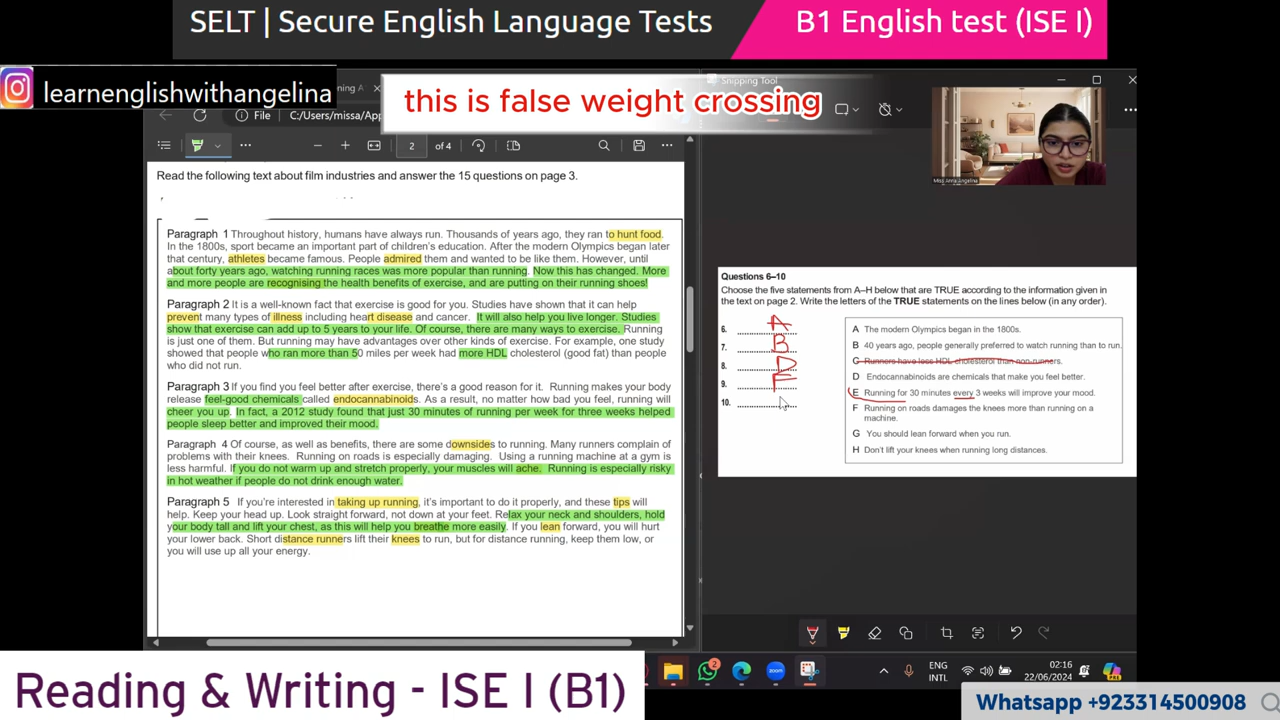 SELT | Secure English Language Tests
B1 English test (ISE I)
learnenglishwithangelina
this is false weight crossing
Snipping Tool
File
C:/Users/missa/App
2 of 4
Read the following text about film industries and answer the 15 questions on page 3.
Paragraph 1 Throughout history, humans have always run. Thousands of years ago, they ran to hunt food.
In the 1800s, sport became an important part of children's education. After the modern Olympics began later
that century, athletes became famous. People admired them and wanted to be like them. However, until
about forty years ago, watching running races was more popular than running. Now this has changed. More
and more people are recognising the health benefits of exercise, and are putting on their running shoes!
Paragraph 2 It is a well-known fact that exercise is good for you. Studies have shown that it can help
prevent many types of illness including heart disease and cancer. It will also help you live longer. Studies
show that exercise can add up to 5 years to your life. Of course, there are many ways to exercise. Running
is just one of them. But running may have advantages over other kinds of exercise. For example, one study
showed that people who ran more than 50 miles per week had more HDL cholesterol (good fat) than people
who did not run.
Paragraph 3 If you find you feel better after exercise, there's a good reason for it. Running makes your body
release feel-good chemicals called endocannabinoids. As a result, no matter how bad you feel, running will
cheer you up. In fact, a 2012 study found that just 30 minutes of running per week for three weeks helped
people sleep better and improved their mood.
Paragraph 4 Of course, as well as benefits, there are some downsides to running. Many runners complain of
problems with their knees. Running on roads is especially damaging. Using a running machine at a gym is
less harmful. If you do not warm up and stretch properly, your muscles will ache. Running is especially risky
in hot weather if people do not drink enough water.
Paragraph 5 If you're interested in taking up running, it's important to do it properly, and these tips will
help. Keep your head up. Look straight forward, not down at your feet. Relax your neck and shoulders, hold
your body tall and lift your chest, as this will help you breathe more easily. If you lean forward, you will hurt
your lower back. Short distance runners lift their knees to run, but for distance running, keep them low, or
you will use up all your energy.
Miss Anna Angelina
Questions 6–10
Choose the five statements from A–H below that are TRUE according to the information given in
the text on page 2. Write the letters of the TRUE statements on the lines below (in any order).
6. A
7. B
8. D
9. F
10.
A The modern Olympics began in the 1800s.
B 40 years ago, people generally preferred to watch running than to run.
C Runners have less HDL cholesterol than non-runners.
D Endocannabinoids are chemicals that make you feel better.
E Running for 30 minutes every 3 weeks will improve your mood.
F Running on roads damages the knees more than running on a
machine.
G You should lean forward when you run.
H Don't lift your knees when running long distances.
2
zoom
ENG
INTL
02:16
22/06/2024
PRE
Reading & Writing - ISE I (B1)
Whatsapp +923314500908